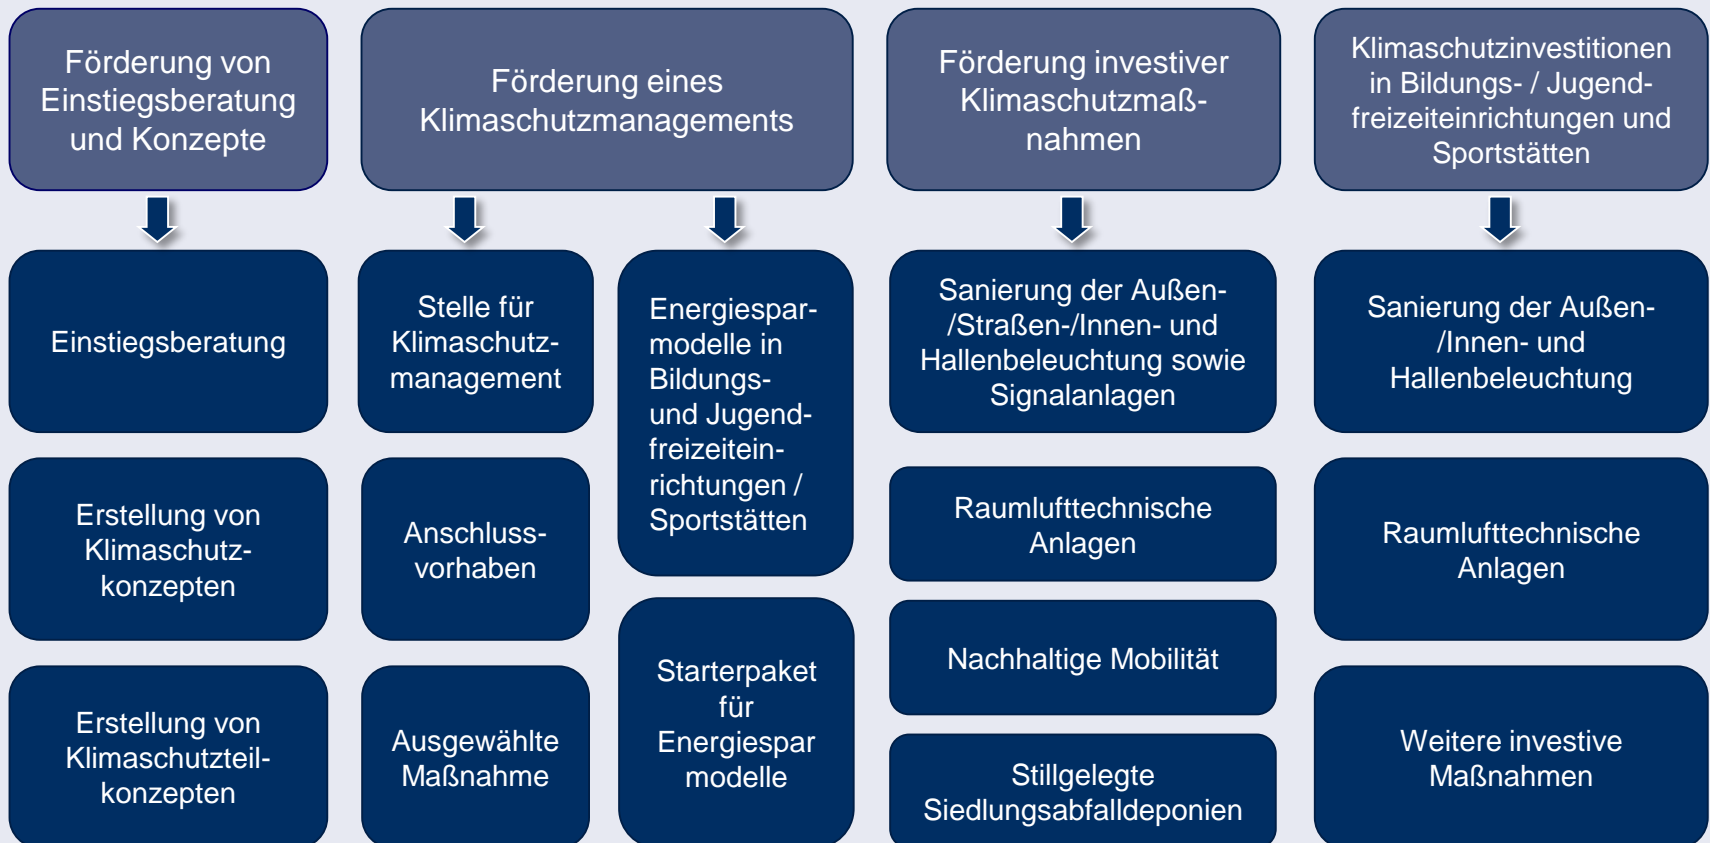 Förderung von
Einstiegsberatung
und Konzepte
Förderung eines
Klimaschutzmanagements
Förderung investiver
Klimaschutzmaß-
nahmen
Klimaschutzinvestitionen
in Bildungs- / Jugend-
freizeiteinrichtungen und
Sportstätten
Einstiegsberatung
Erstellung von
Klimaschutz-
konzepten
Erstellung von
Klimaschutzteil-
konzepten
Stelle für
Klimaschutz-
management
Anschluss-
vorhaben
Ausgewählte
Maßnahme
Energiespar-
modelle in
Bildungs-
und Jugend-
freizeitein-
richtungen /
Sportstätten
Starterpaket
für
Energiespar
modelle
Sanierung der Außen-
/Straßen-/Innen- und
Hallenbeleuchtung sowie
Signalanlagen
Raumlufttechnische
Anlagen
Nachhaltige Mobilität
Stillgelegte
Siedlungsabfalldeponien
Sanierung der Außen-
/Innen- und
Hallenbeleuchtung
Raumlufttechnische
Anlagen
Weitere investive
Maßnahmen